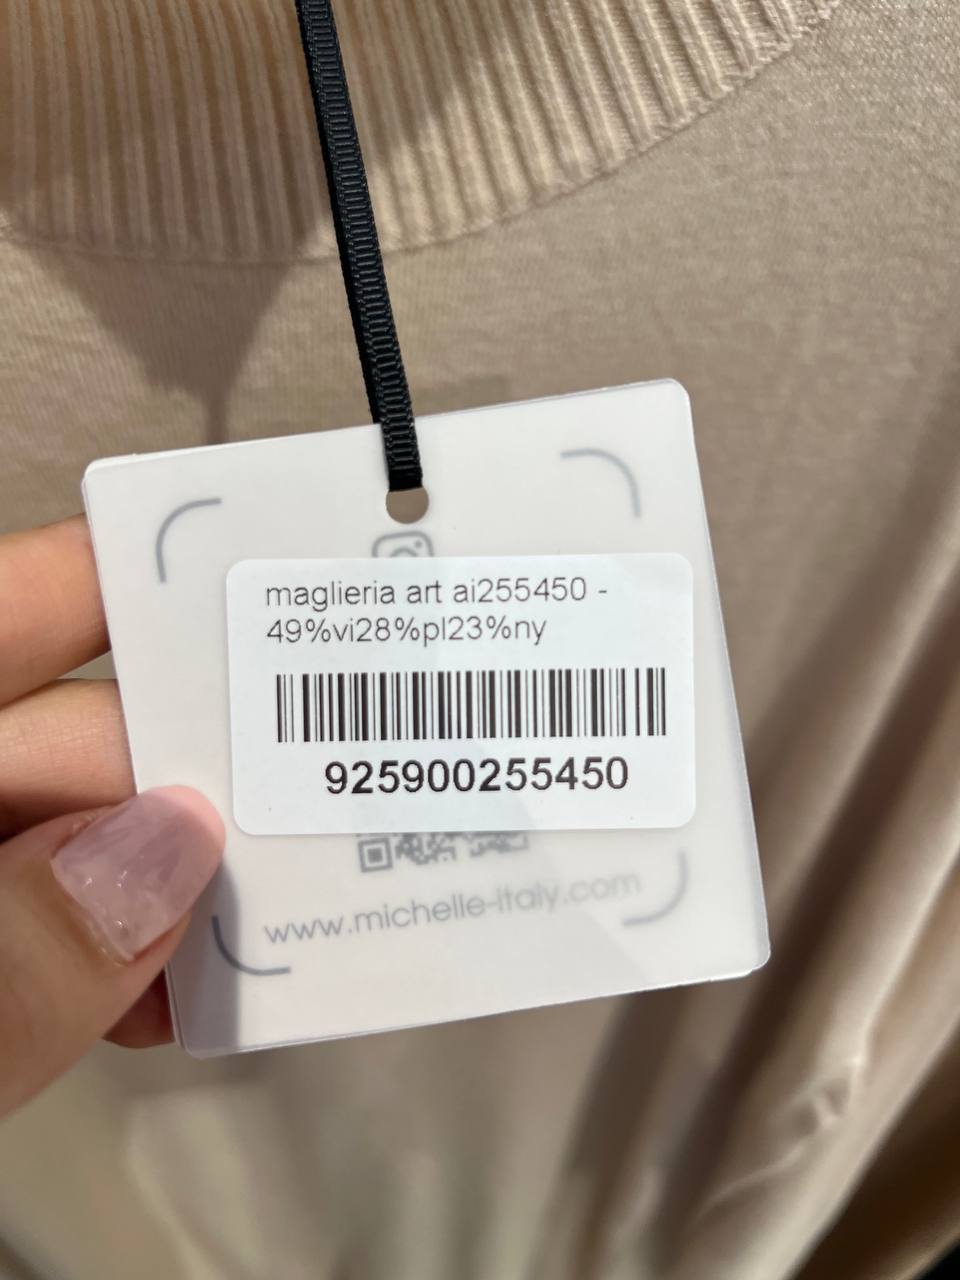 maglieria art ai255450 -
49%vi28%pl23%ny
925900255450
www.michelle-italy.com